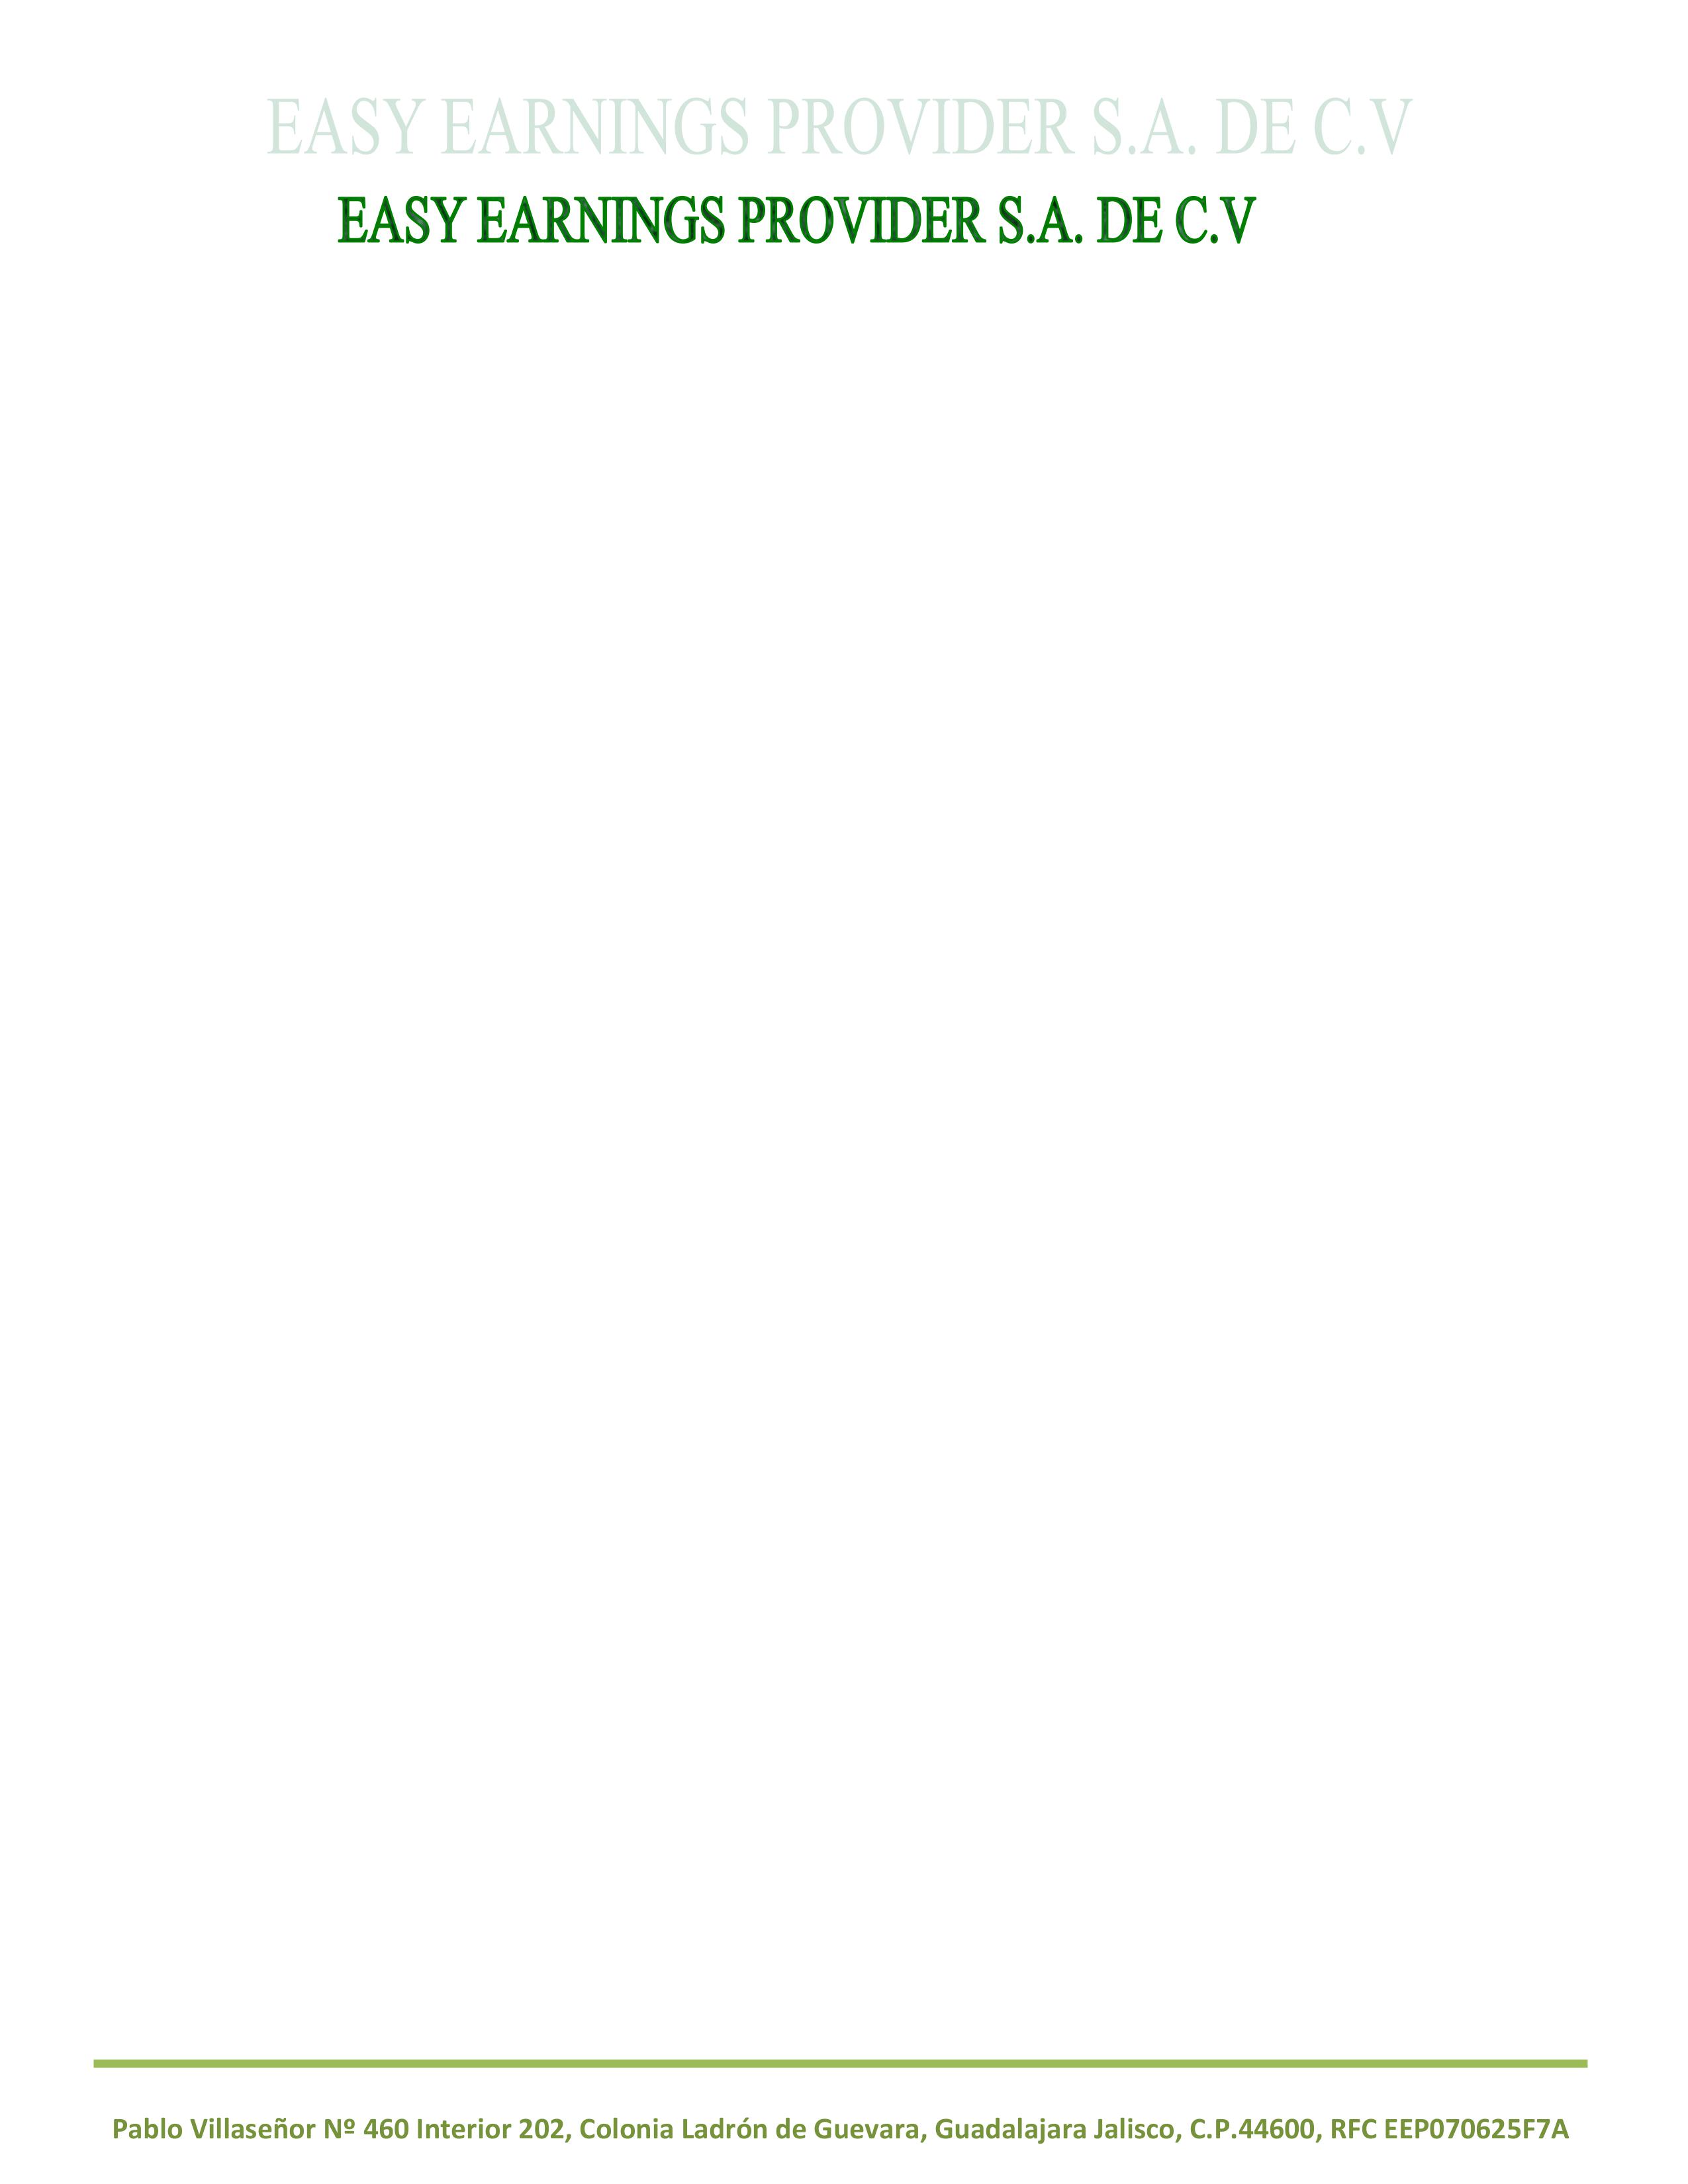 EASY EARNINGS PROVIDER S.A. DE C.V
EASY EARNINGS PROVIDER S.A. DE C.V
Pablo Villaseñor Nº 460 Interior 202, Colonia Ladrón de Guevara, Guadalajara Jalisco, C.P.44600, RFC EEP070625F7A